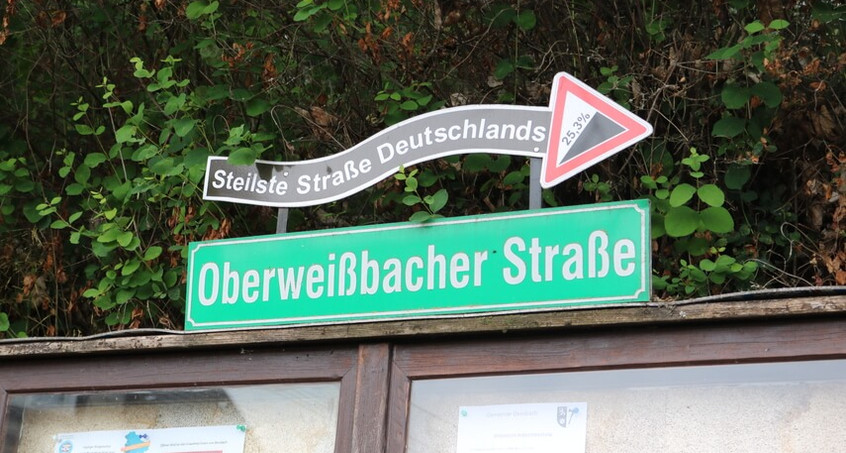 Steilste Straße Deutschlands
25.3%
Oberweißbacher Straße